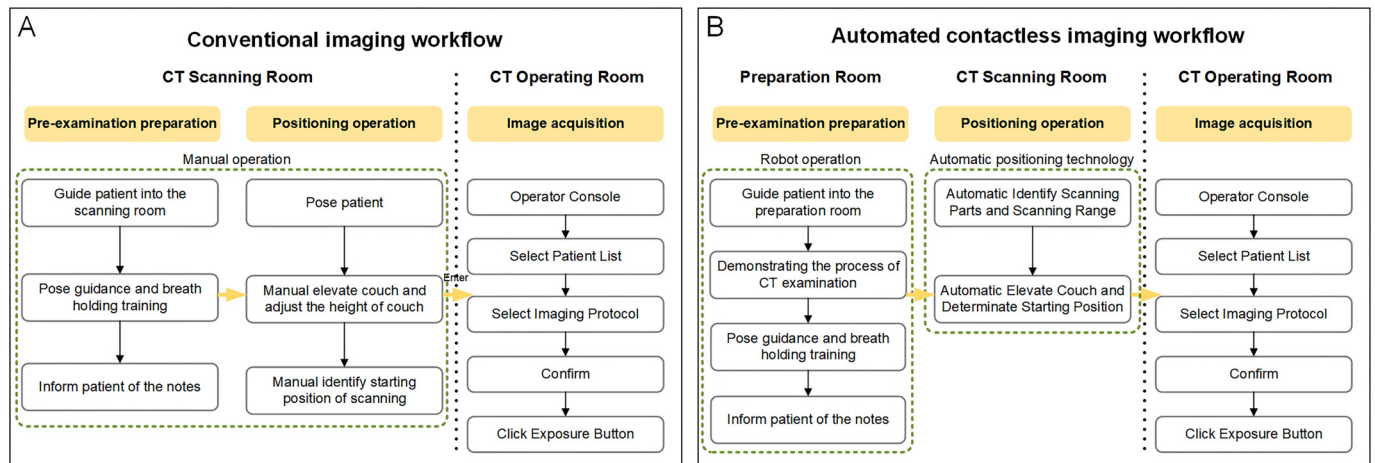 A
Conventional imaging workflow
CT Scanning Room
CT Operating Room
Pre-examination preparation
Positioning operation
Image acquisition
Manual operation
Guide patient into the
scanning room
Pose guidance and breath
holding training
Inform patient of the notes
Pose patient
Manual elevate couch and
adjust the height of couch
Manual identify starting
position of scanning
Enter
Operator Console
Select Patient List
Select Imaging Protocol
Confirm
Click Exposure Button
B
Automated contactless imaging workflow
Preparation Room
CT Scanning Room
CT Operating Room
Pre-examination preparation
Positioning operation
Image acquisition
Robot operation
Automatic positioning technology
Guide patient into the
preparation room
Demonstrating the process of
CT examination
Pose guidance and breath
holding training
Inform patient of the notes
Automatic Identify Scanning
Parts and Scanning Range
Automatic Elevate Couch and
Determinate Starting Position
Operator Console
Select Patient List
Select Imaging Protocol
Confirm
Click Exposure Button